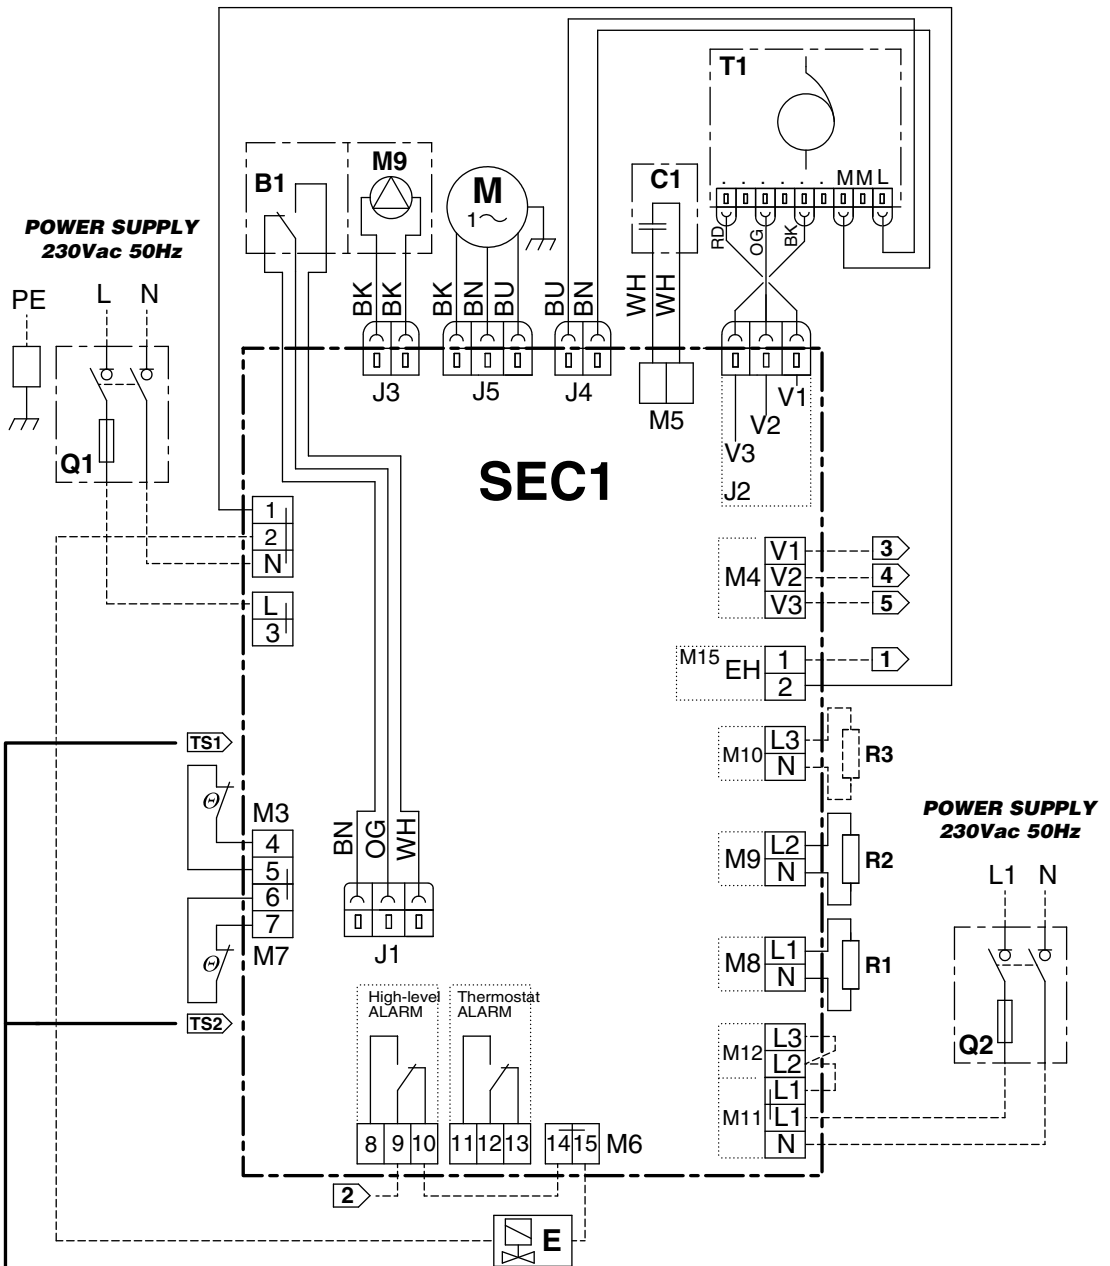 T1
M9
B1
M
1~
C1
. . . . . . M M L
RD
OG
BK
POWER SUPPLY
230Vac 50Hz
PE
L
N
BK
BK
BK
BN
BU
BU
BN
WH
WH
J3
J5
J4
M5
V1
V2
V3
J2
Q1
SEC1
1
2
N
L
3
M4
V1
V2
V3
3
4
5
M15
EH
1
2
1
TS1
M10
L3
N
R3
Θ
M3
4
5
6
7
M7
Θ
TS2
BN
OG
WH
J1
M9
L2
N
R2
POWER SUPPLY
230Vac 50Hz
L1
N
M8
L1
N
R1
High-level
ALARM
Thermostat
ALARM
M12
L3
L2
L1
M11
L1
N
Q2
8 9 10
11 12 13
14 15
M6
2
E